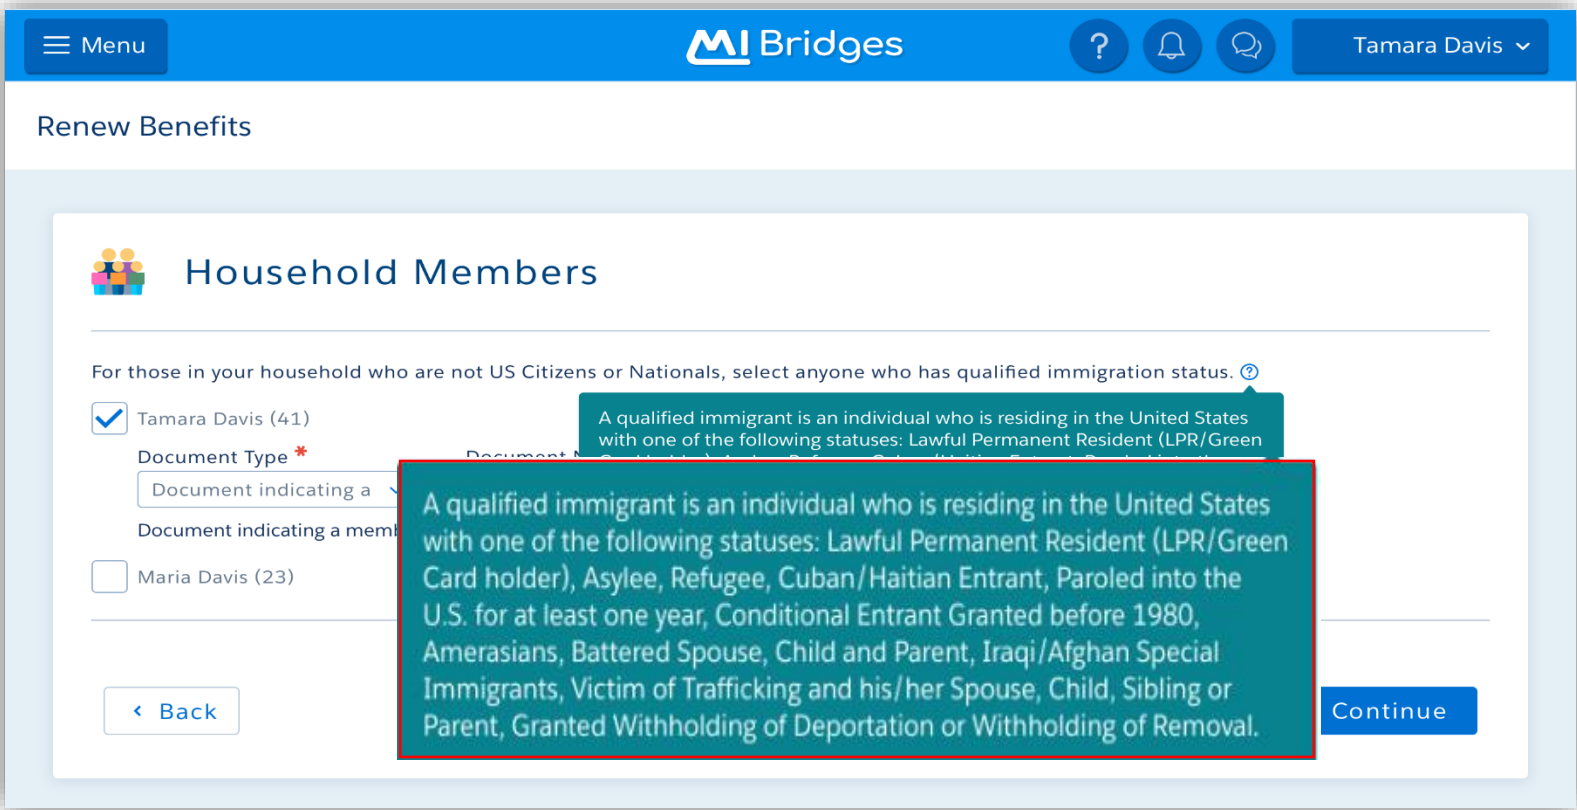 Menu
MI Bridges
?
Tamara Davis
Renew Benefits
Household Members
For those in your household who are not US Citizens or Nationals, select anyone who has qualified immigration status. ?
Tamara Davis (41)
A qualified immigrant is an individual who is residing in the United States
with one of the following statuses: Lawful Permanent Resident (LPR/Green
Document Type *
Document
Document indicating a
Document indicating a
Maria Davis (23)
A qualified immigrant is an individual who is residing in the United States
with one of the following statuses: Lawful Permanent Resident (LPR/Green
Card holder), Asylee, Refugee, Cuban/Haitian Entrant, Paroled into the
U.S. for at least one year, Conditional Entrant Granted before 1980,
Amerasians, Battered Spouse, Child and Parent, Iraqi/Afghan Special
Immigrants, Victim of Trafficking and his/her Spouse, Child, Sibling or
Parent, Granted Withholding of Deportation or Withholding of Removal.
Back
Continue